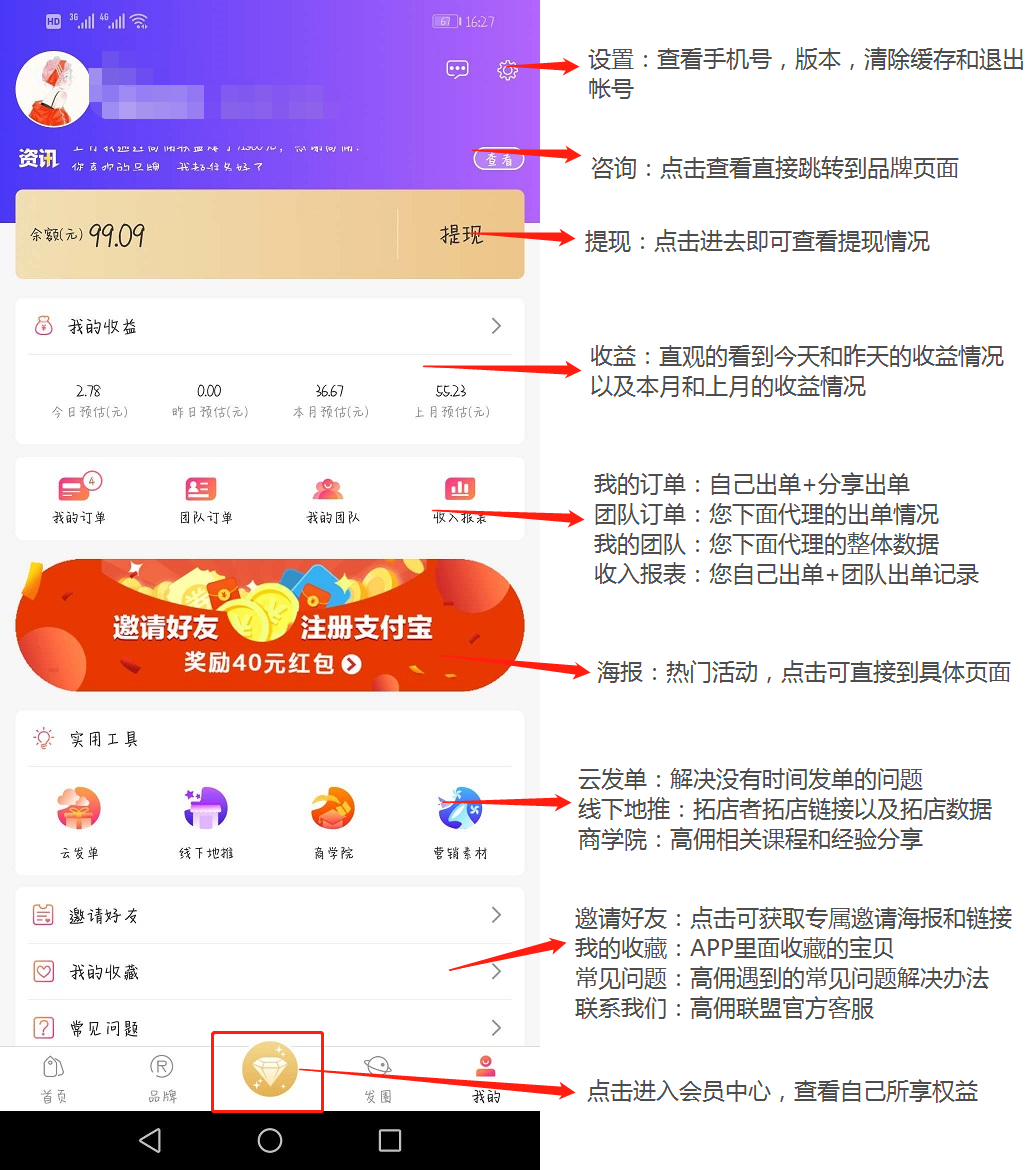 HD 3G 4G 67 16:27
设置：查看手机号，版本，清除缓存和退出
帐号
资讯
你喜欢的品牌
查看
咨询：点击查看直接跳转到品牌页面
余额(元) 99.09
提现
提现：点击进去即可查看提现情况
我的收益
2.78 0.00 36.67 55.23
今日预估(元) 昨日预估(元) 本月预估(元) 上月预估(元)
收益：直观的看到今天和昨天的收益情况
以及本月和上月的收益情况
4
我的订单 团队订单 我的团队 收入报表
我的订单：自己出单+分享出单
团队订单：您下面代理的出单情况
我的团队：您下面代理的整体数据
收入报表：您自己出单+团队出单记录
邀请好友 注册支付宝
奖励40元红包
海报：热门活动，点击可直接到具体页面
实用工具
云发单 线下地推 商学院 营销素材
云发单：解决没有时间发单的问题
线下地推：拓店者拓店链接以及拓店数据
商学院：高佣相关课程和经验分享
邀请好友
我的收藏
常见问题
邀请好友：点击可获取专属邀请海报和链接
我的收藏：APP里面收藏的宝贝
常见问题：高佣遇到的常见问题解决办法
联系我们：高佣联盟官方客服
首页 品牌 发圈 我的
点击进入会员中心，查看自己所享权益